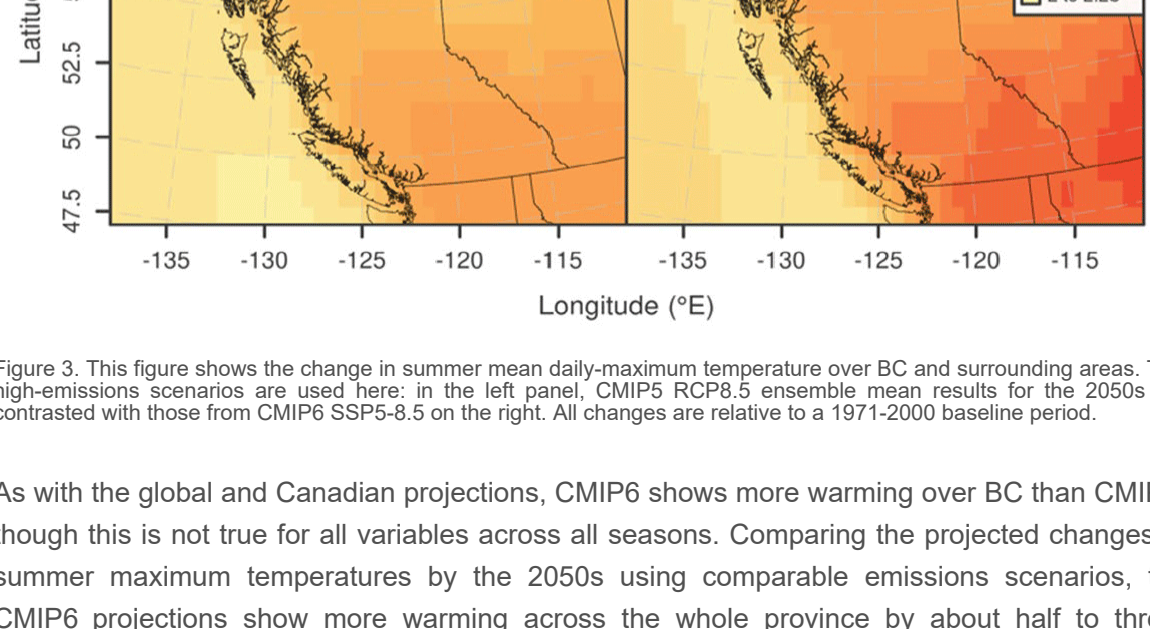 52.5
50
47.5
-135
-130
-125
-120
-115
-135
-130
-125
-120
-115
Longitude (°E)
Figure 3. This figure shows the change in summer mean daily-maximum temperature over BC and surrounding areas.
high-emissions scenarios are used here: in the left panel, CMIP5 RCP8.5 ensemble mean results for the 2050s
contrasted with those from CMIP6 SSP5-8.5 on the right. All changes are relative to a 1971-2000 baseline period.
As with the global and Canadian projections, CMIP6 shows more warming over BC than
though this is not true for all variables across all seasons. Comparing the projected changes
summer maximum temperatures by the 2050s using comparable emissions scenarios,
CMIP6 projections show more warming across the whole province by about half to